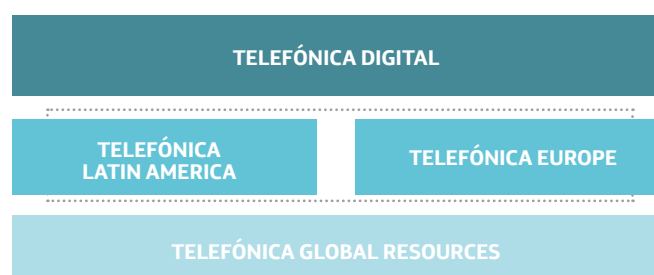 TELEFÓNICA DIGITAL
TELEFÓNICA
LATIN AMERICA
TELEFÓNICA EUROPE
TELEFÓNICA GLOBAL RESOURCES